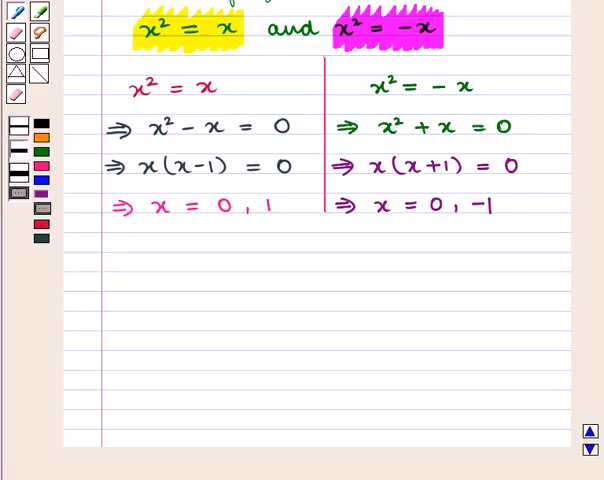 x² = x and x² = -x
x² = x
⇒ x² - x = 0
⇒ x(x-1) = 0
⇒ x = 0, 1
x² = - x
⇒ x² + x = 0
⇒ x(x+1) = 0
⇒ x = 0, -1